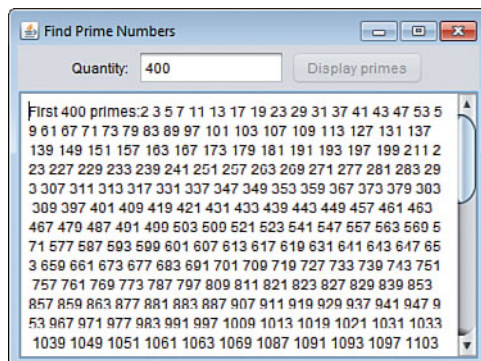 Find Prime Numbers
Quantity: 400 Display primes
First 400 primes:2 3 5 7 11 13 17 19 23 29 31 37 41 43 47 53 5
9 61 67 71 73 79 83 89 97 101 103 107 109 113 127 131 137
139 149 151 157 163 167 173 179 181 191 193 197 199 211 2
23 227 229 233 239 241 251 257 263 269 271 277 281 283 29
3 307 311 313 317 331 337 347 349 353 359 367 373 379 383
389 397 401 409 419 421 431 433 439 443 449 457 461 463
467 479 487 491 499 503 509 521 523 541 547 557 563 569 5
71 577 587 593 599 601 607 613 617 619 631 641 643 647 65
3 659 661 673 677 683 691 701 709 719 727 733 739 743 751
757 761 769 773 787 797 809 811 821 823 827 829 839 853
857 859 863 877 881 883 887 907 911 919 929 937 941 947 9
53 967 971 977 983 991 997 1009 1013 1019 1021 1031 1033
1039 1049 1051 1061 1063 1069 1087 1091 1093 1097 1103